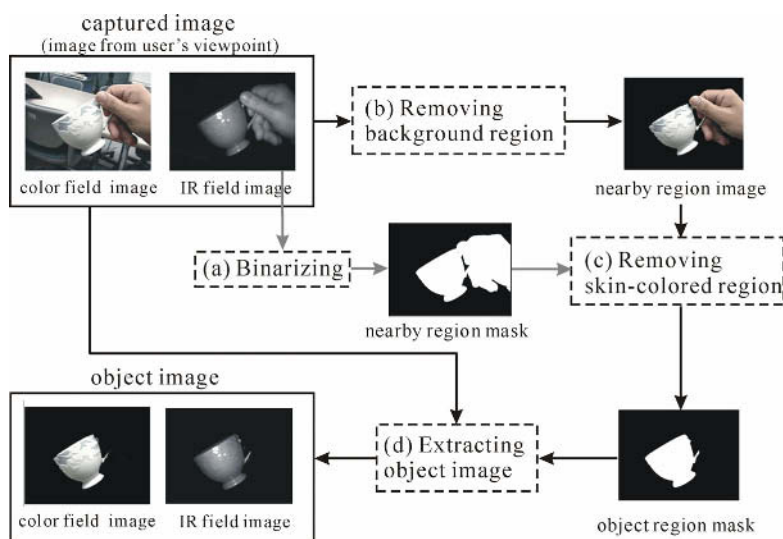 captured image
(image from user's viewpoint)
color field image
IR field image
(b) Removing
background region
nearby region image
(a) Binarizing
nearby region mask
(c) Removing
skin-colored region
object image
color field image
IR field image
(d) Extracting
object image
object region mask